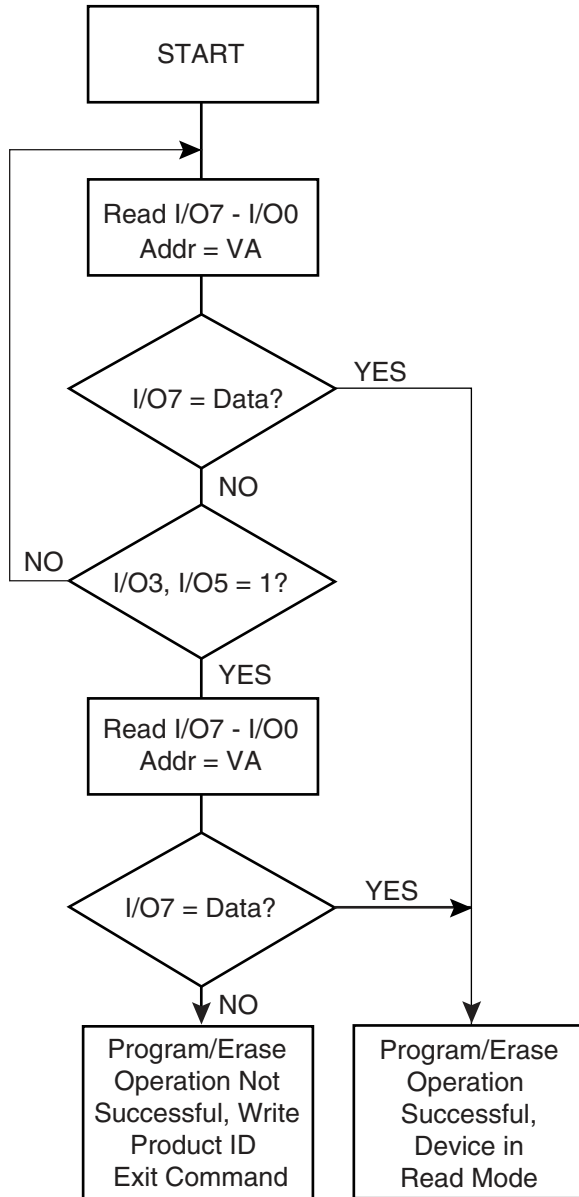 START
Read I/O7 - I/O0
Addr = VA
I/O7 = Data?
YES
NO
I/O3, I/O5 = 1?
NO
YES
Read I/O7 - I/O0
Addr = VA
I/O7 = Data?
YES
NO
Program/Erase
Operation Not
Successful, Write
Product ID
Exit Command
Program/Erase
Operation
Successful,
Device in
Read Mode